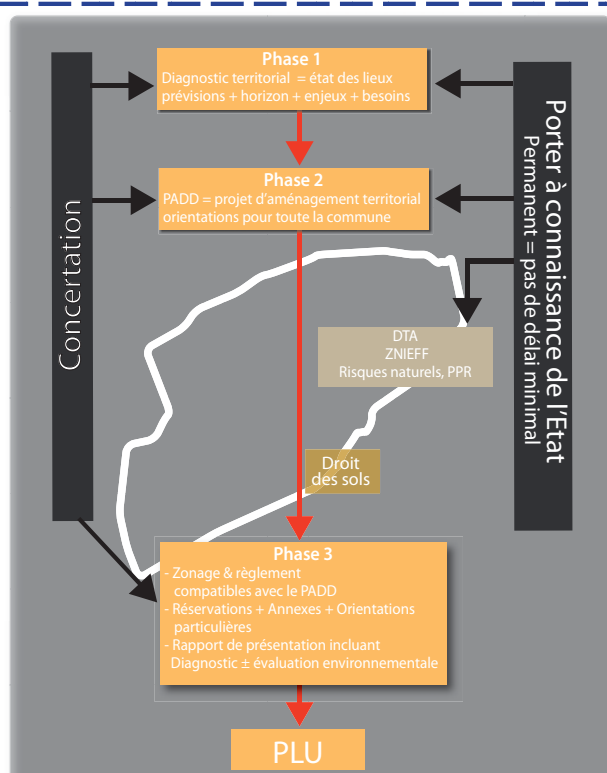 Phase 1
Diagnostic territorial = état des lieux
prévisions + horizon + enjeux + besoins
Concertation
Porter à connaissance de l'Etat
Permanent = pas de délai minimal
Phase 2
PADD = projet d'aménagement territorial
orientations pour toute la commune
DTA
ZNIEFF
Risques naturels, PPR
Droit
des sols
Phase 3
- Zonage & règlement
compatibles avec le PADD
- Réservations + Annexes + Orientations
particulières
- Rapport de présentation incluant
Diagnostic ± évaluation environnementale
PLU